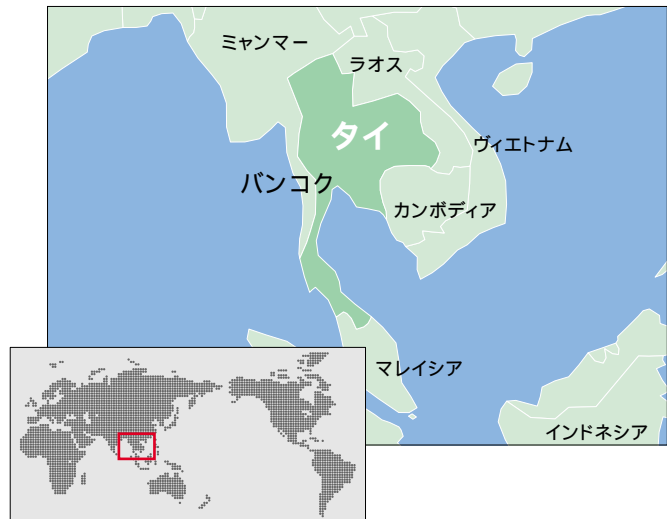 ミャンマー
ラオス
タイ
ヴィエトナム
バンコク
カンボディア
マレイシア
インドネシア